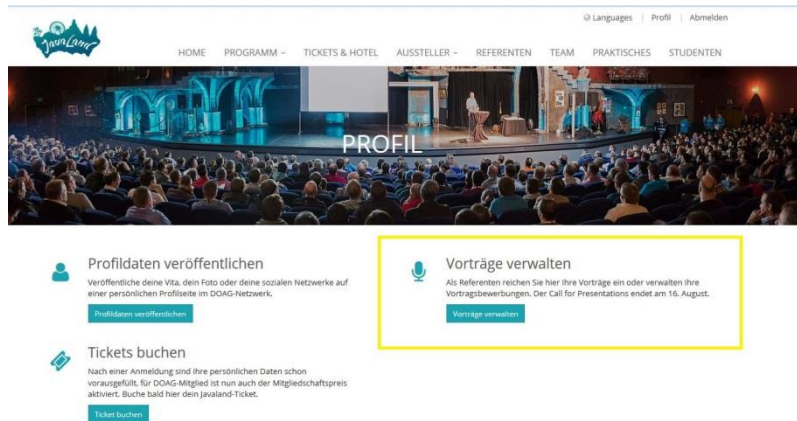 Languages | Profil | Abmelden
JavaLand
HOME PROGRAMM TICKETS & HOTEL AUSSTELLER REFERENTEN TEAM PRAKTISCHES STUDENTEN
PROFIL
Profildaten veröffentlichen
Veröffentliche deine Vita, dein Foto oder deine sozialen Netzwerke auf
einer persönlichen Profilseite im DOAG-Netzwerk.
Profildaten veröffentlichen
Vorträge verwalten
Als Referenten reichen Sie hier Ihre Vorträge ein oder verwalten Ihre
Vortragsbewerbungen. Der Call for Presentations endet am 16. August.
Vorträge verwalten
Tickets buchen
Nach einer Anmeldung sind Ihre persönlichen Daten schon
vorausgefüllt, für DOAG-Mitglied ist nun auch der Mitgliedschaftspreis
aktiviert. Buche bald hier dein Javaland-Ticket.
Ticket buchen